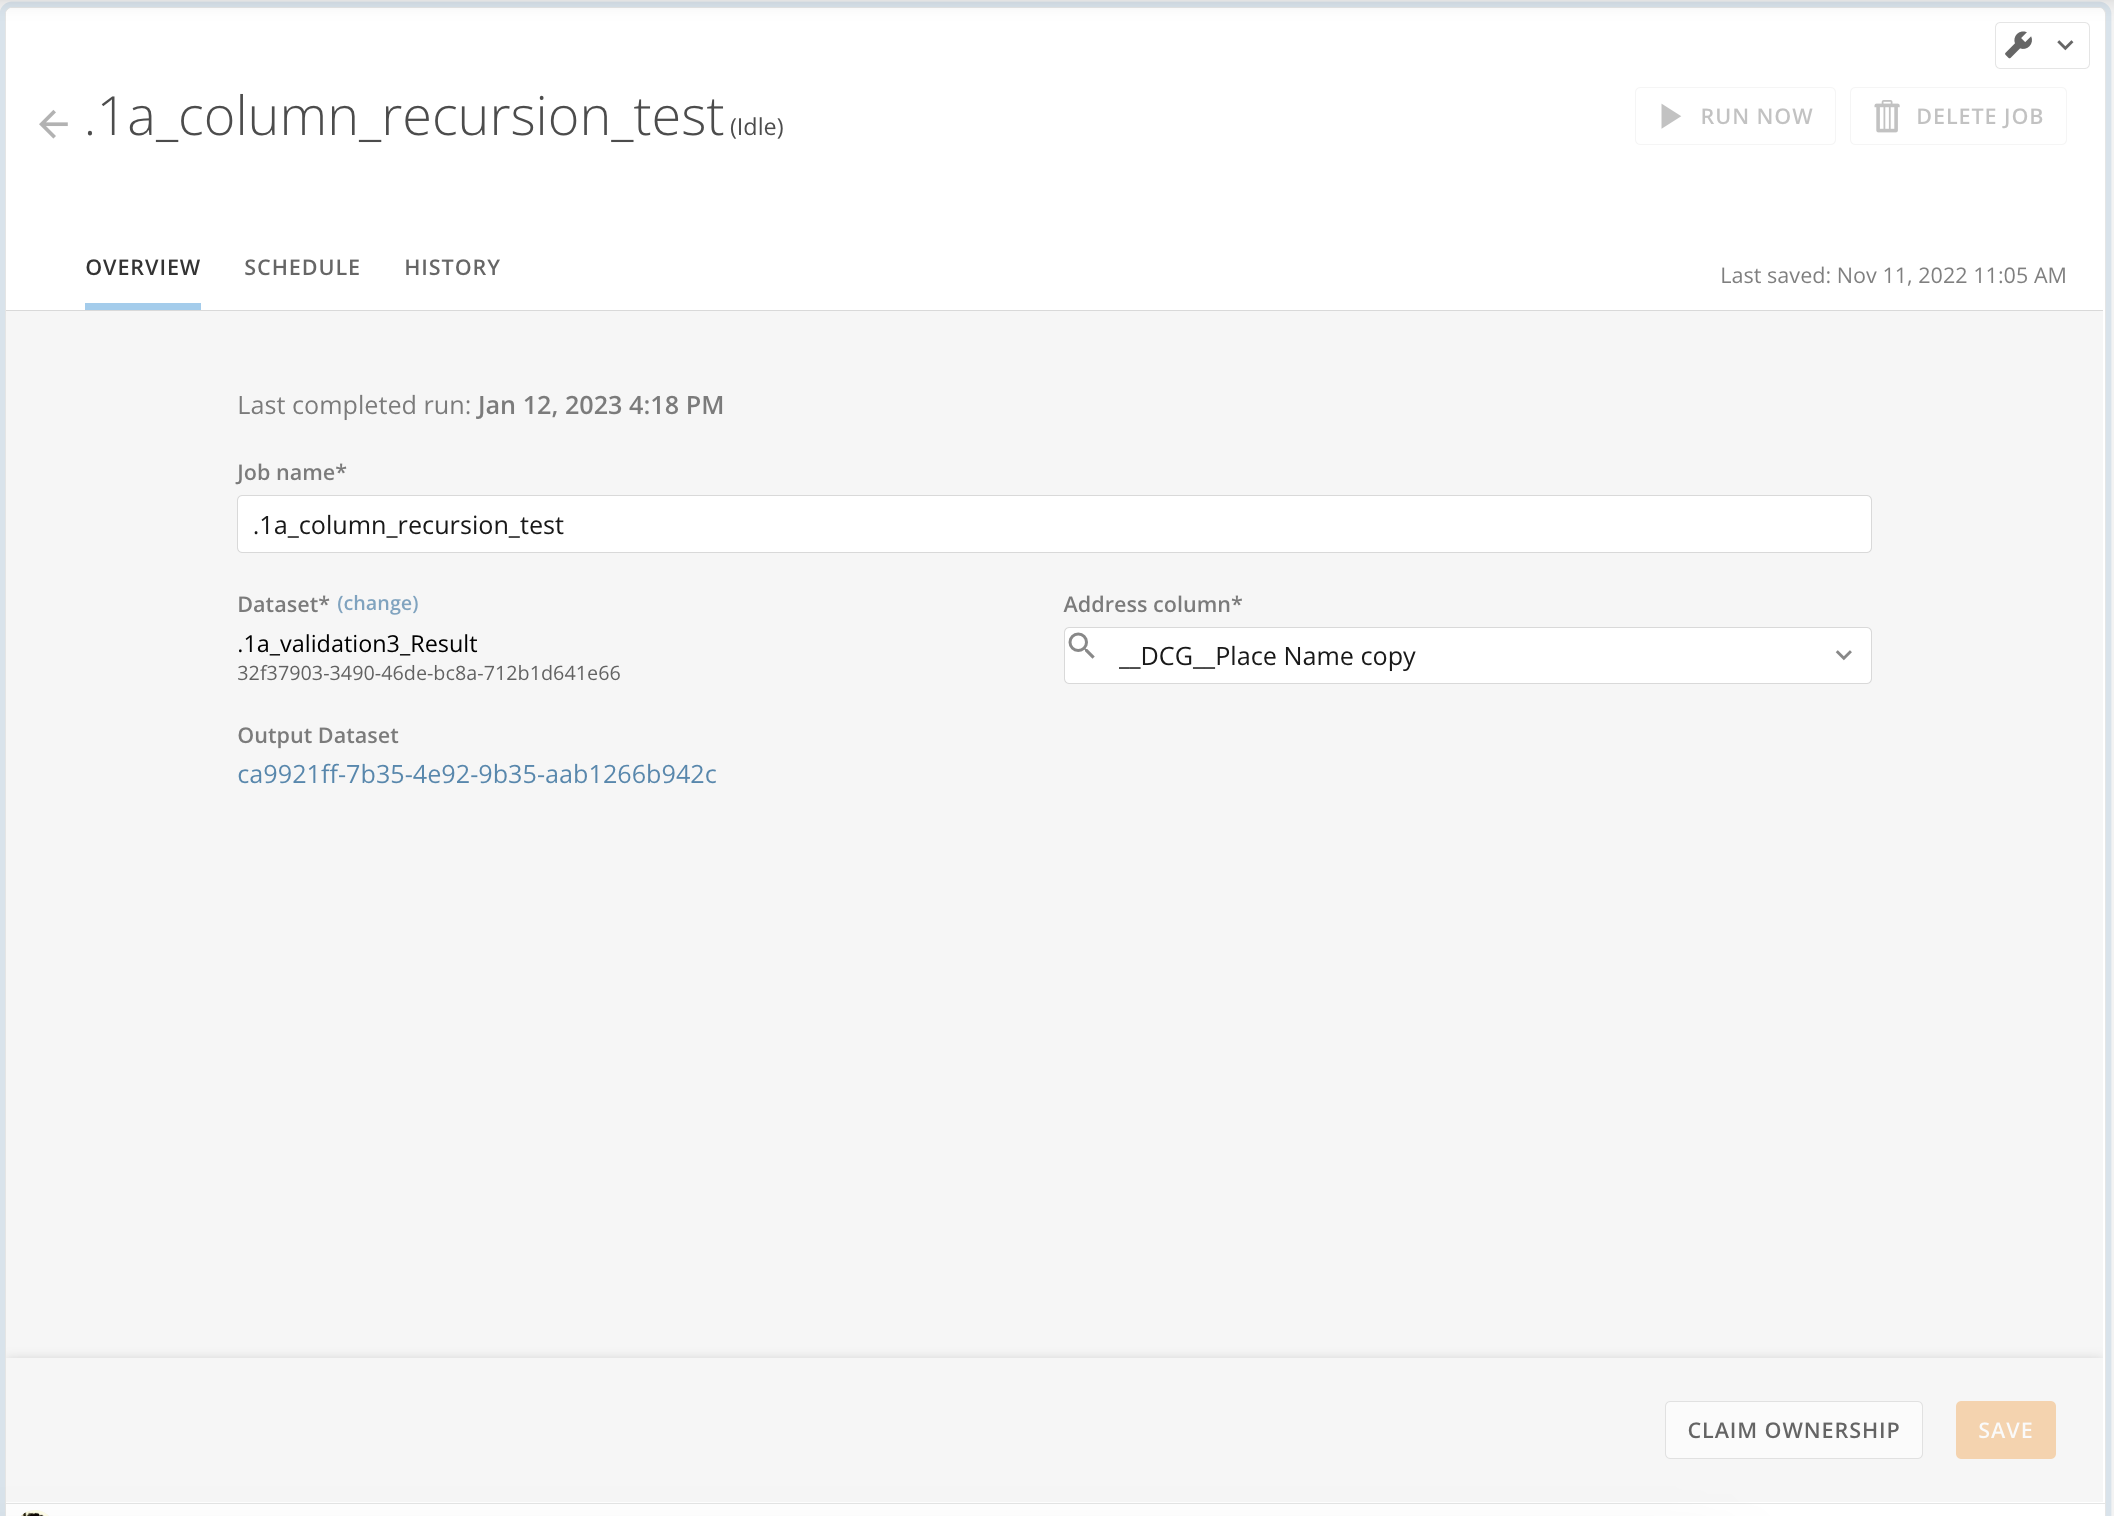 .1a_column_recursion_test (Idle)
RUN NOW
DELETE JOB
OVERVIEW
SCHEDULE
HISTORY
Last saved: Nov 11, 2022 11:05 AM
Last completed run: Jan 12, 2023 4:18 PM
Job name*
.1a_column_recursion_test
Dataset* (change)
.1a_validation3_Result
32f37903-3490-46de-bc8a-712b1d641e66
Address column*
__DCG__Place Name copy
Output Dataset
ca9921ff-7b35-4e92-9b35-aab1266b942c
CLAIM OWNERSHIP
SAVE